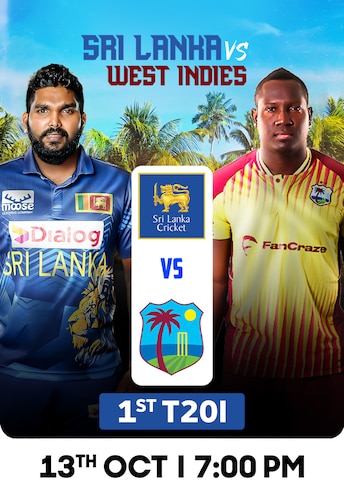 SRI LANKA VS
WEST INDIES
moose
Dialog
SRI LANKA
Sri Lanka
Cricket
FanCraze
VS
1ST T20I
13TH OCT | 7:00 PM